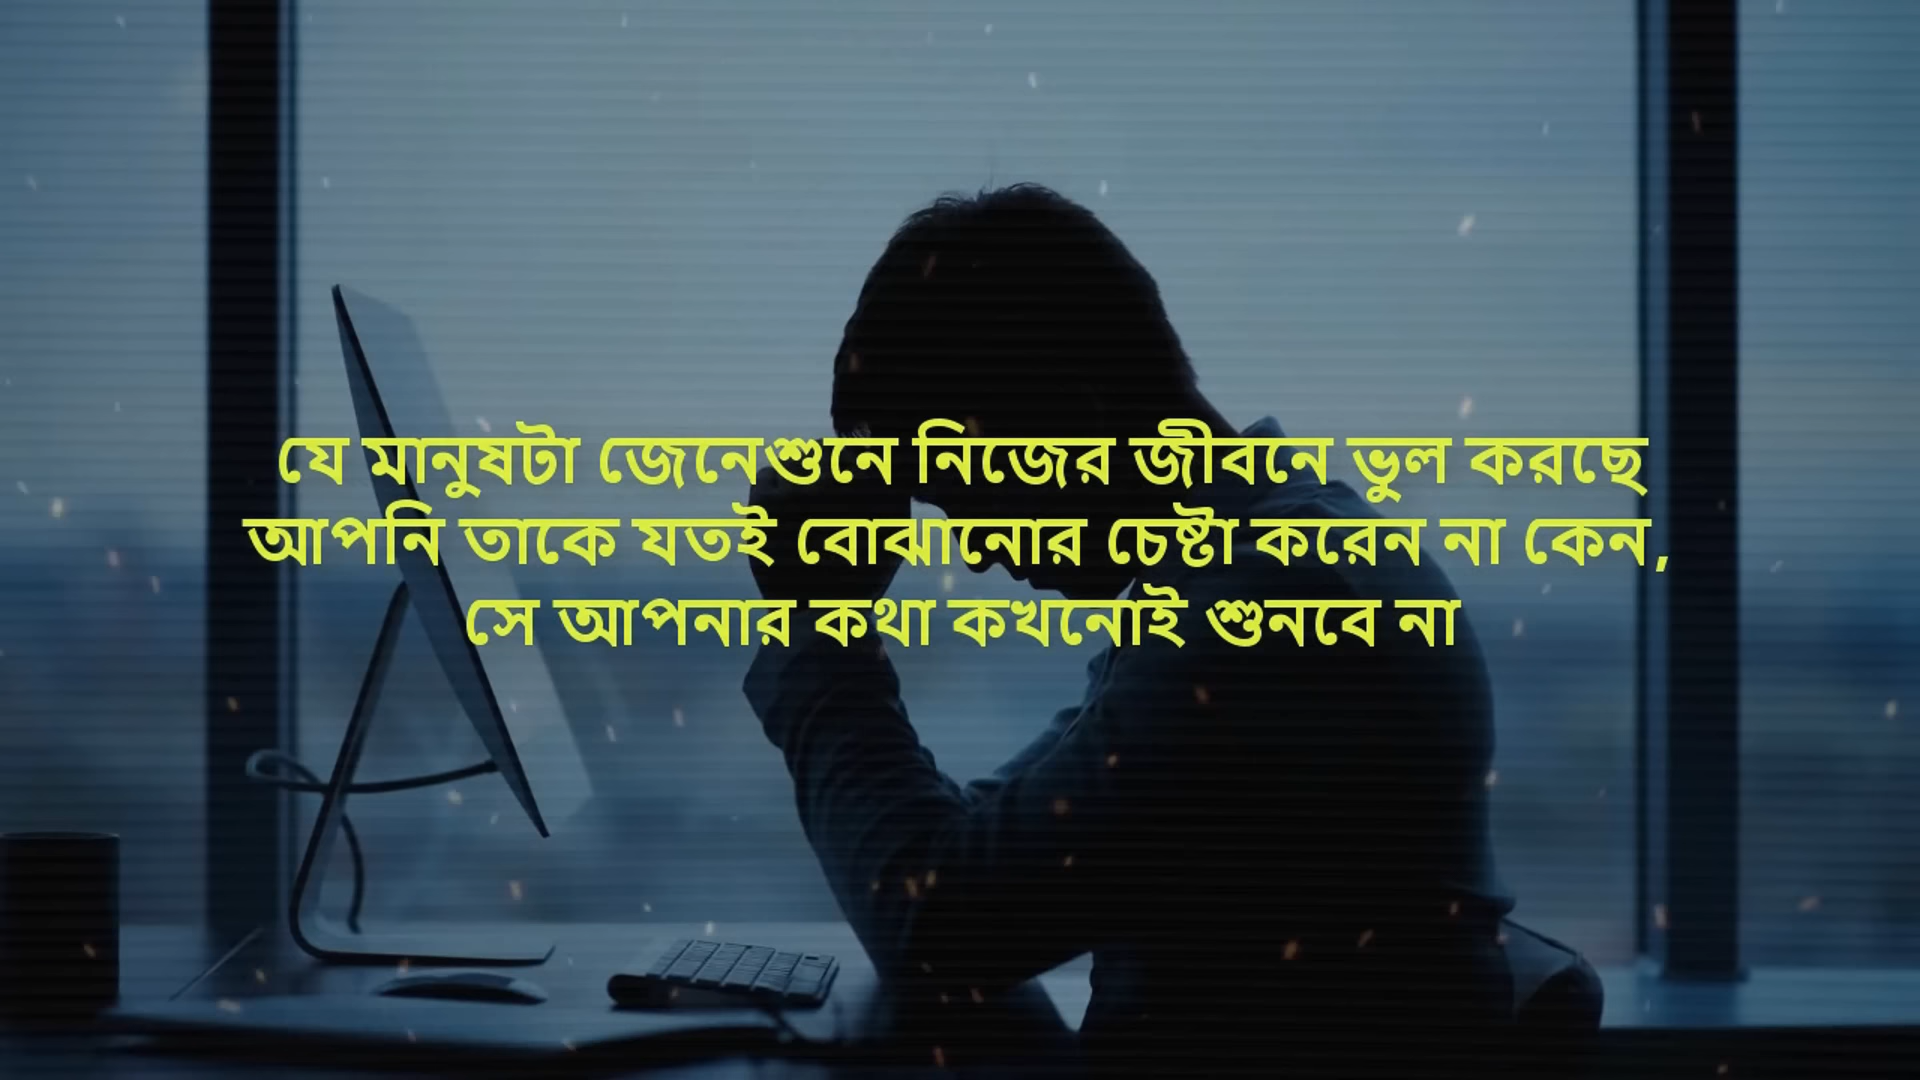 যে মানুষটা জেনেশুনে নিজের জীবনে ভুল করছে
আপনি তাকে যতই বোঝানোর চেষ্টা করেন না কেন,
সে আপনার কথা কখনোই শুনবে না